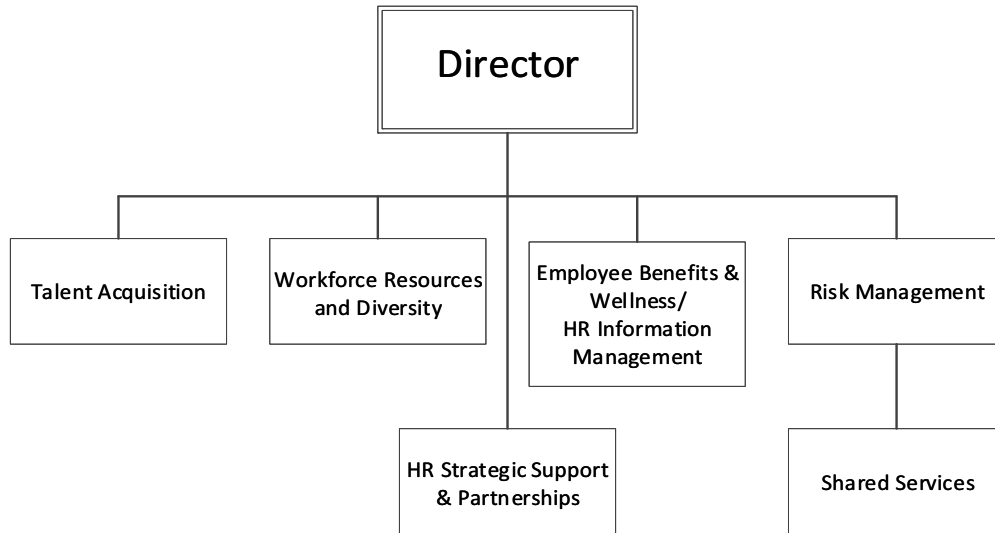 Director
Talent Acquisition
Workforce Resources
and Diversity
Employee Benefits &
Wellness/
HR Information
Management
Risk Management
HR Strategic Support
& Partnerships
Shared Services